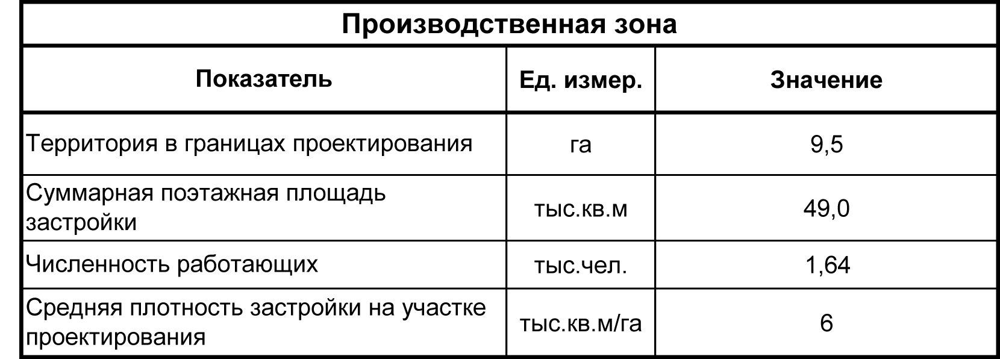 Производственная зона
Показатель Ед. измер. Значение
Территория в границах проектирования га 9,5
Суммарная поэтажная площадь
застройки тыс.кв.м 49,0
Численность работающих тыс.чел. 1,64
Средняя плотность застройки на участке
проектирования тыс.кв.м/га 6